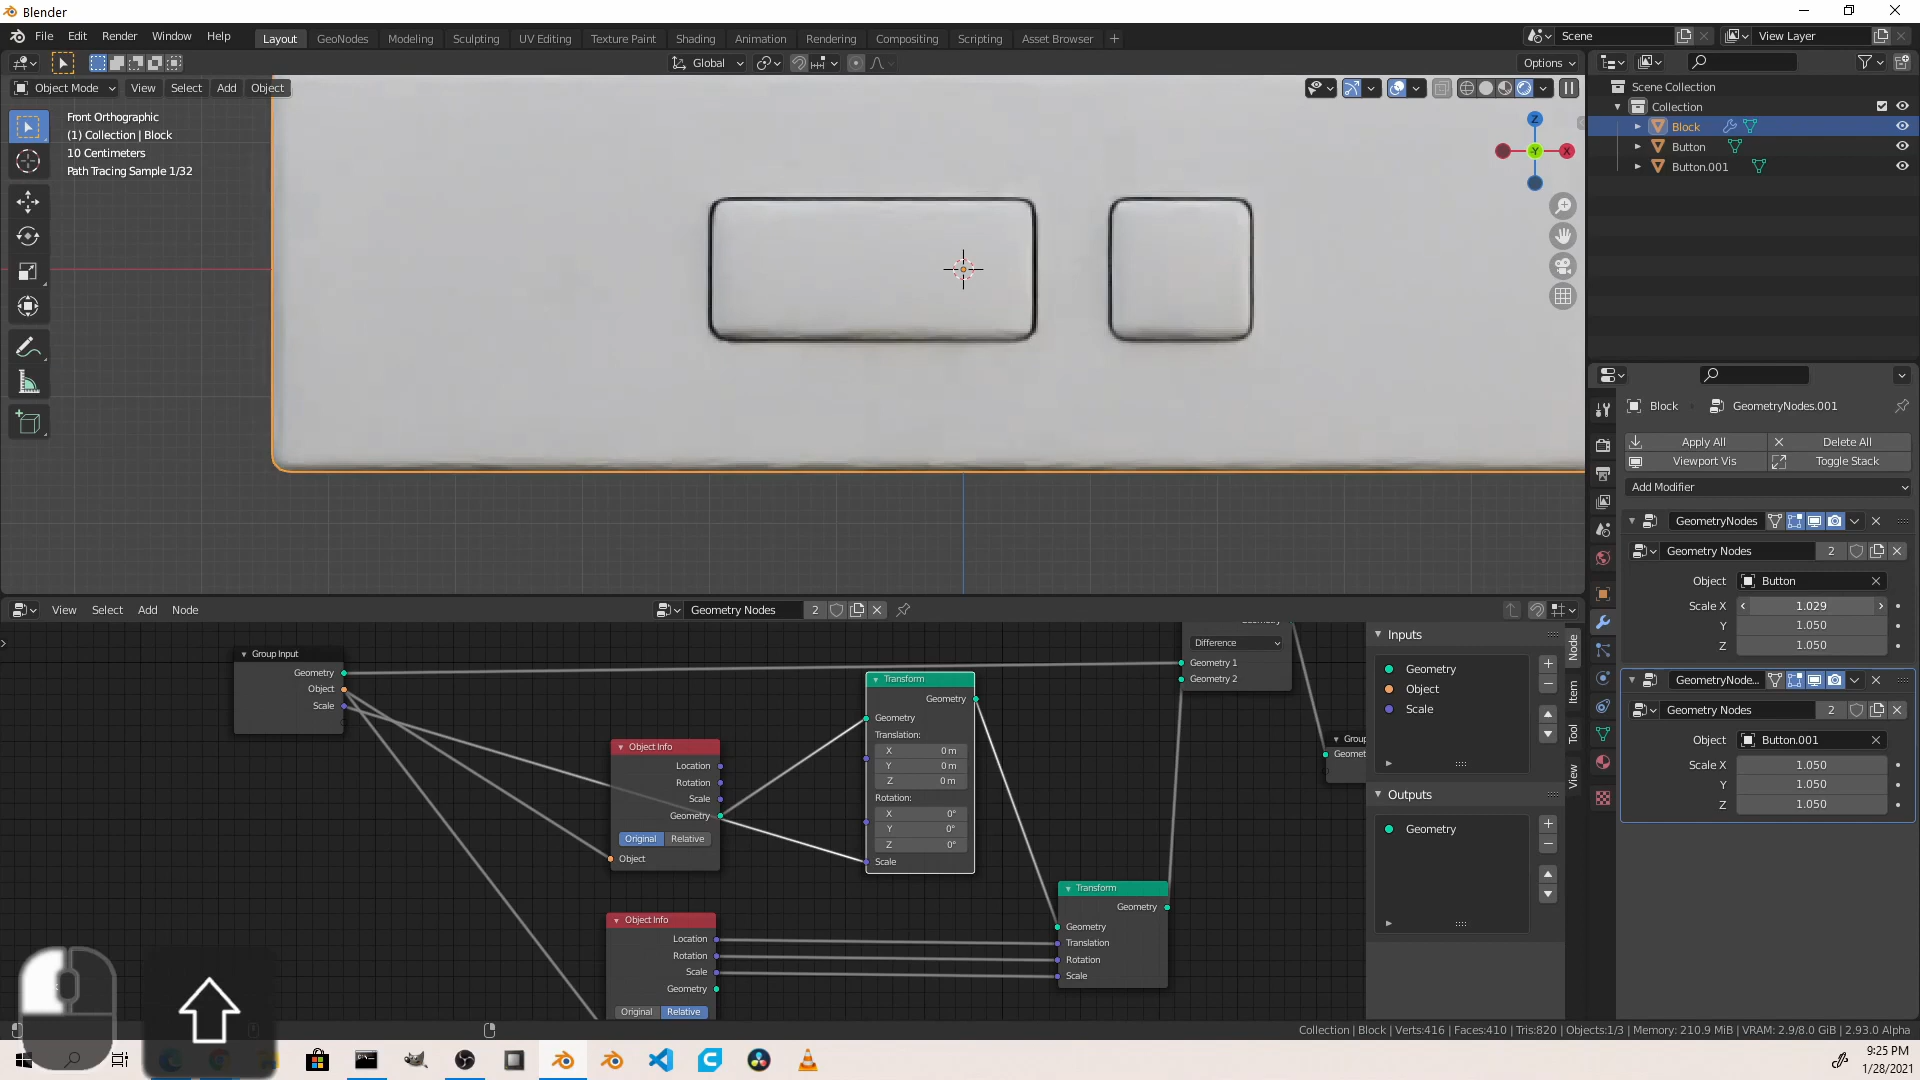 Blender
File Edit Render Window Help
Layout GeoNodes Modeling Sculpting UV Editing Texture Paint Shading Animation Rendering Compositing Scripting Asset Browser +
Scene
View Layer
Global
Options
Object Mode View Select Add Object
Front Orthographic
(1) Collection | Block
10 Centimeters
Path Tracing Sample 1/32
Z
Y
X
Scene Collection
Collection
Block
Button
Button.001
Block GeometryNodes.001
Apply All Delete All
Viewport Vis Toggle Stack
Add Modifier
GeometryNodes
Geometry Nodes 2
Object Button
Scale X 1.029
Y 1.050
Z 1.050
GeometryNode...
Geometry Nodes 2
Object Button.001
Scale X 1.050
Y 1.050
Z 1.050
View Select Add Node
Geometry Nodes 2
Group Input
Geometry
Object
Scale
Object Info
Location
Rotation
Scale
Geometry
Original Relative
Object
Object Info
Location
Rotation
Scale
Geometry
Original Relative
Transform
Geometry
Geometry
Translation:
X 0 m
Y 0 m
Z 0 m
Rotation:
X 0°
Y 0°
Z 0°
Scale
Transform
Geometry
Geometry
Translation
Rotation
Scale
Difference
Geometry 1
Geometry 2
Group
Geomet
Inputs
Geometry
Object
Scale
Outputs
Geometry
Node
Item
Tool
View
Collection | Block | Verts:416 | Faces:410 | Tris:820 | Objects:1/3 | Memory: 210.9 MiB | VRAM: 2.9/8.0 GiB | 2.93.0 Alpha
9:25 PM
1/28/2021